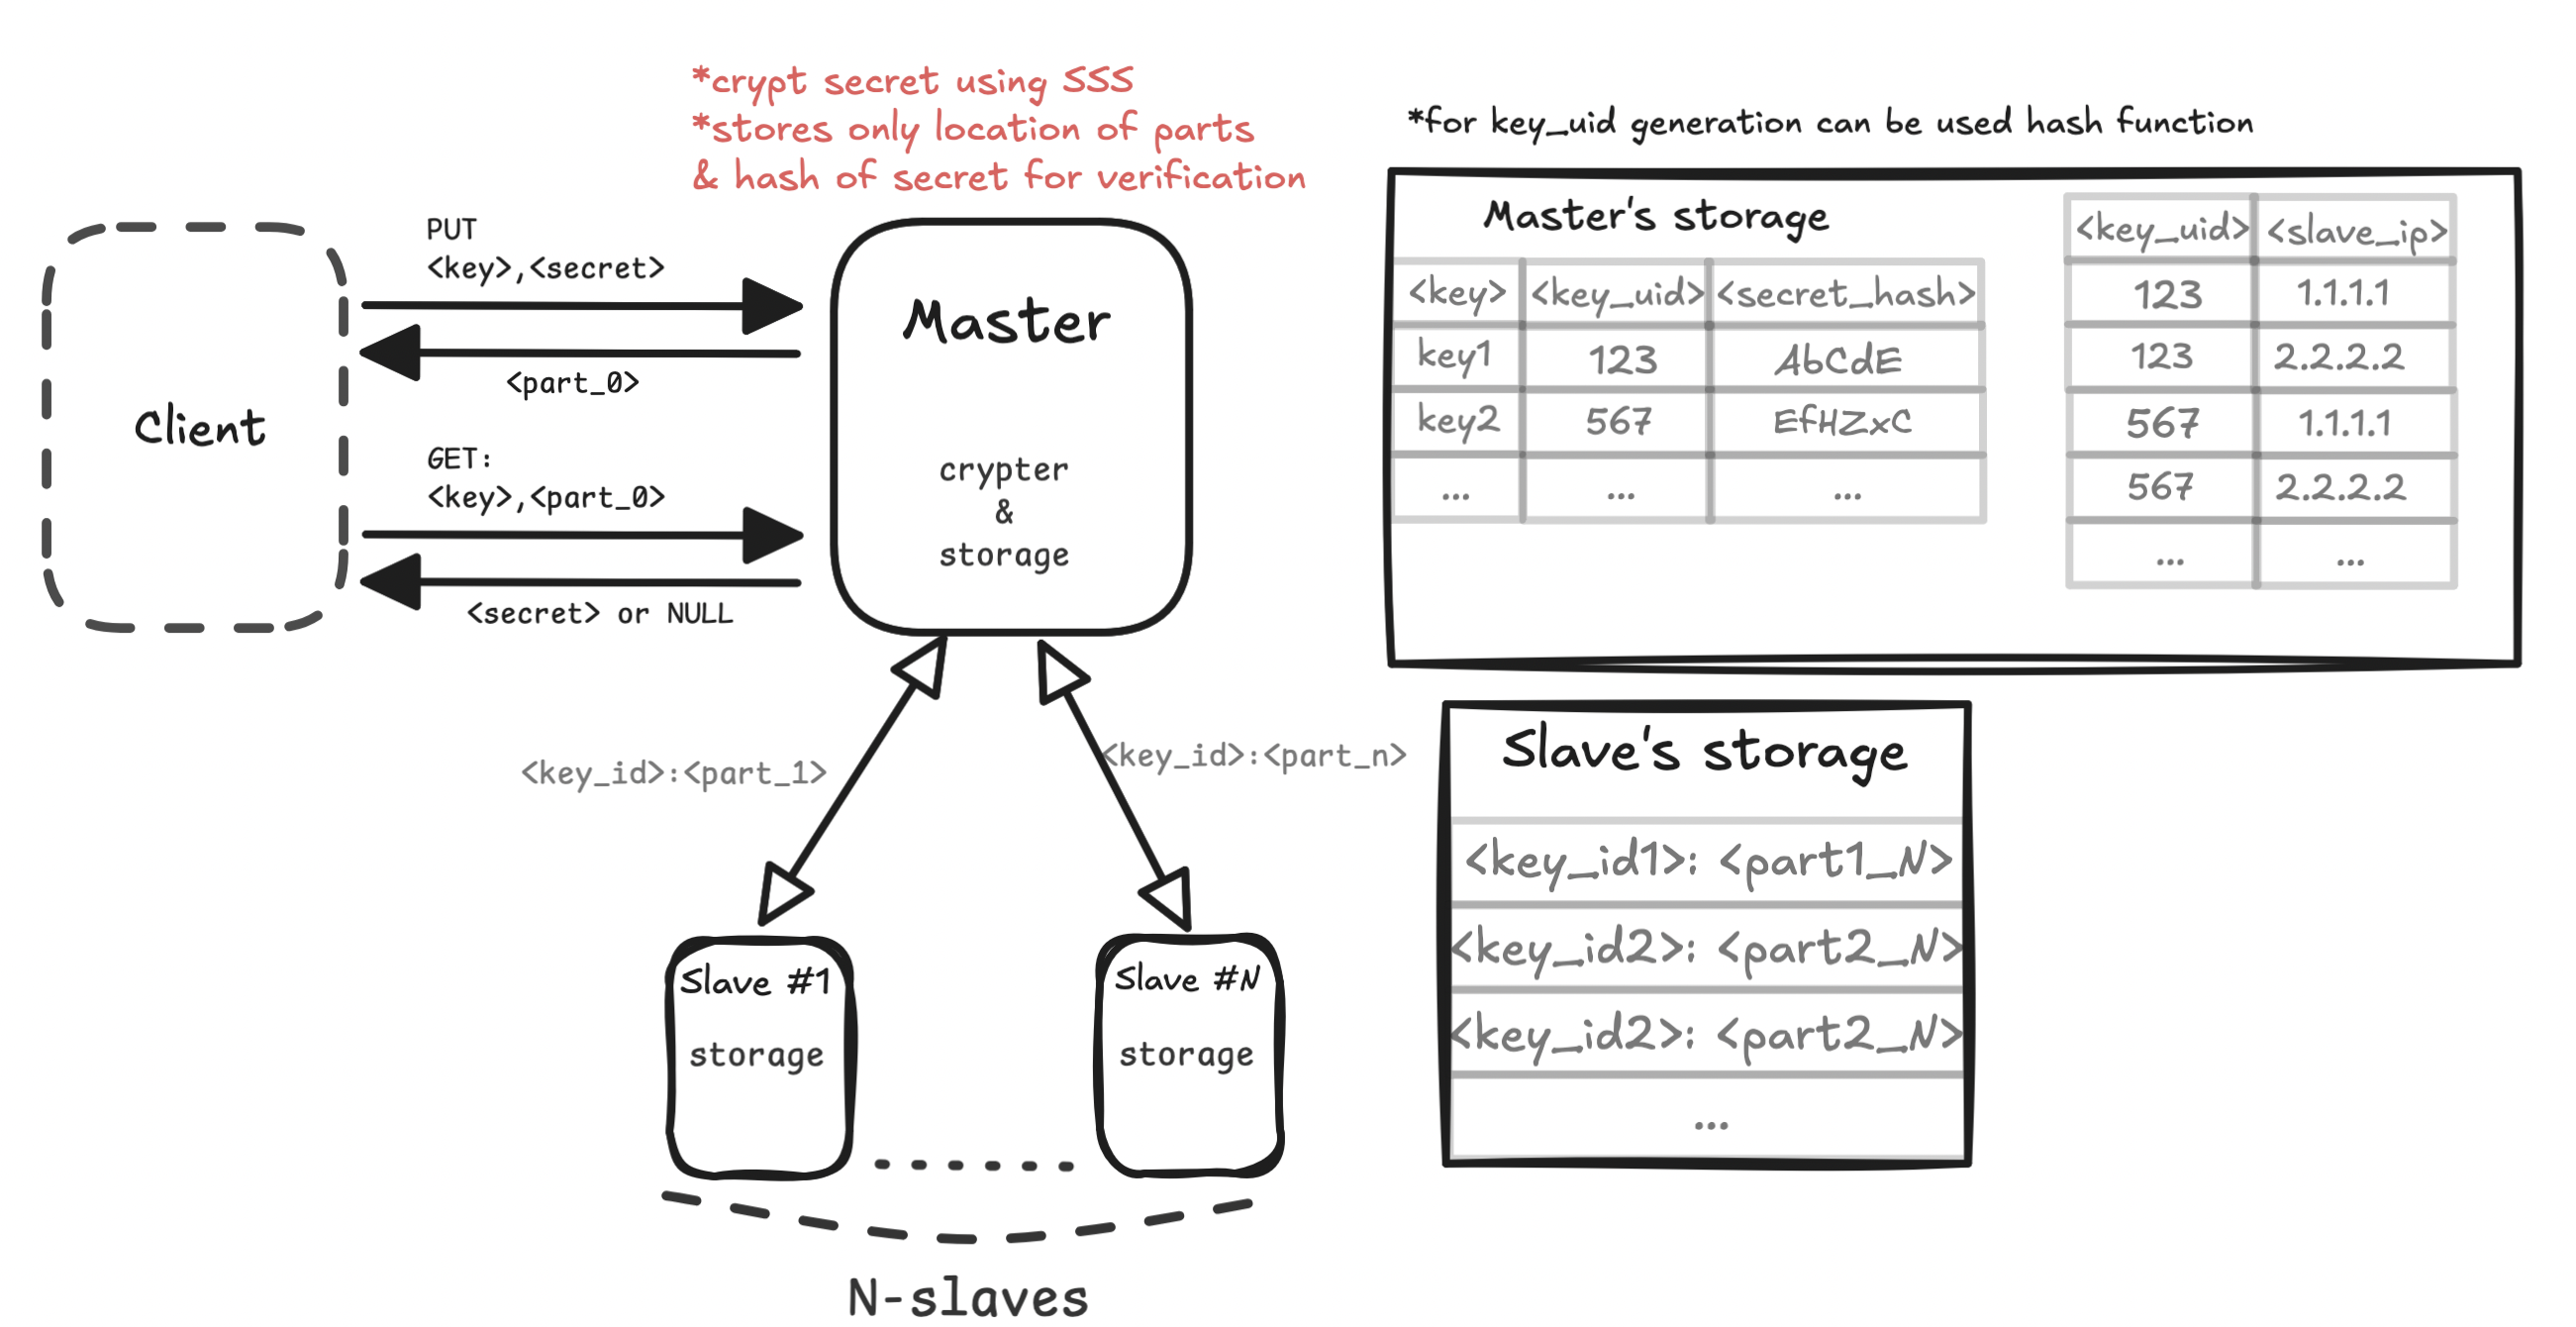 *crypt secret using SSS
*stores only location of parts
& hash of secret for verification
*for key_uid generation can be used hash function
Client
PUT
<key>,<secret>
<part_0>
GET:
<key>,<part_0>
<secret> or NULL
Master
crypter
&
storage
Master's storage
<key> <key_uid> <secret_hash>
key1 123 AbCdE
key2 567 EfHZxC
... ... ...
<key_uid> <slave_ip>
123 1.1.1.1
123 2.2.2.2
567 1.1.1.1
567 2.2.2.2
... ...
<key_id>:<part_1>
<key_id>:<part_n>
Slave #1
storage
Slave #N
storage
N-slaves
Slave's storage
<key_id1>: <part1_N>
<key_id2>: <part2_N>
<key_id2>: <part2_N>
...